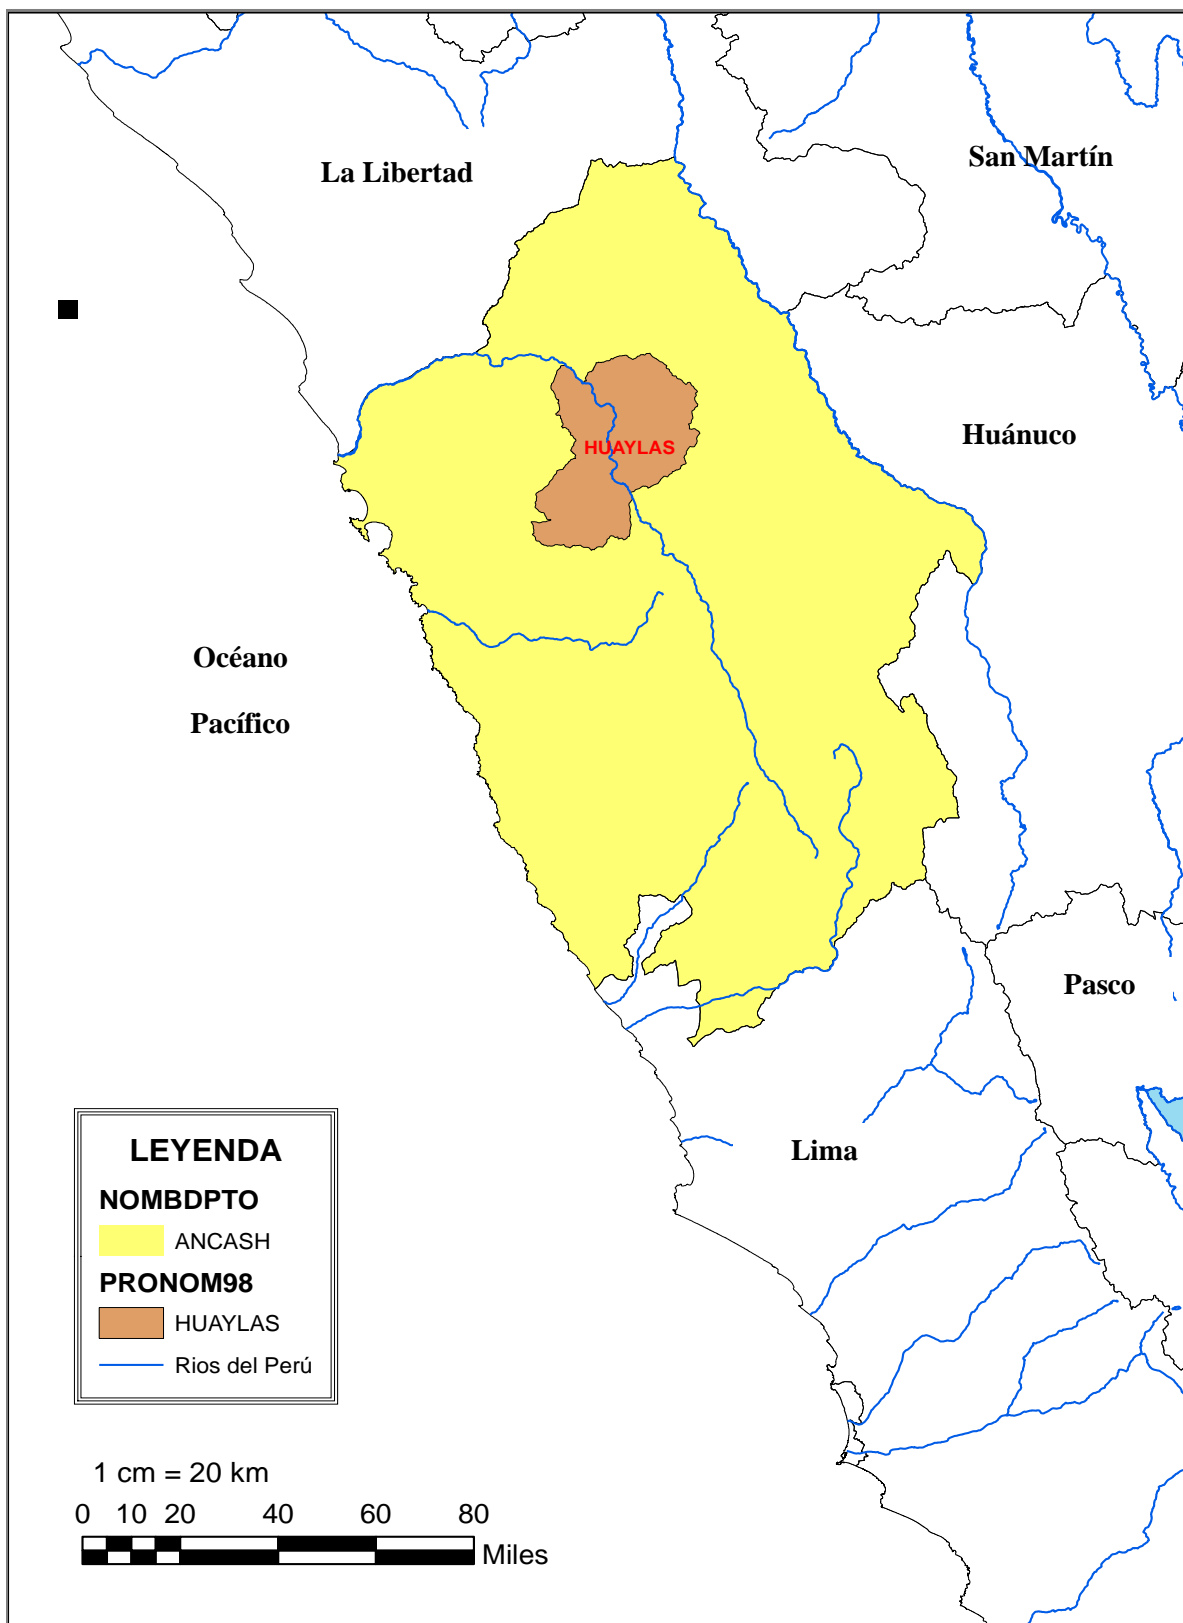 San Martín
La Libertad
Huánuco
HUAYLAS
Océano
Pacífico
Pasco
Lima
LEYENDA
NOMBDPTO
ANCASH
PRONOM98
HUAYLAS
Rios del Perú
1 cm = 20 km
0 10 20 40 60 80
Miles